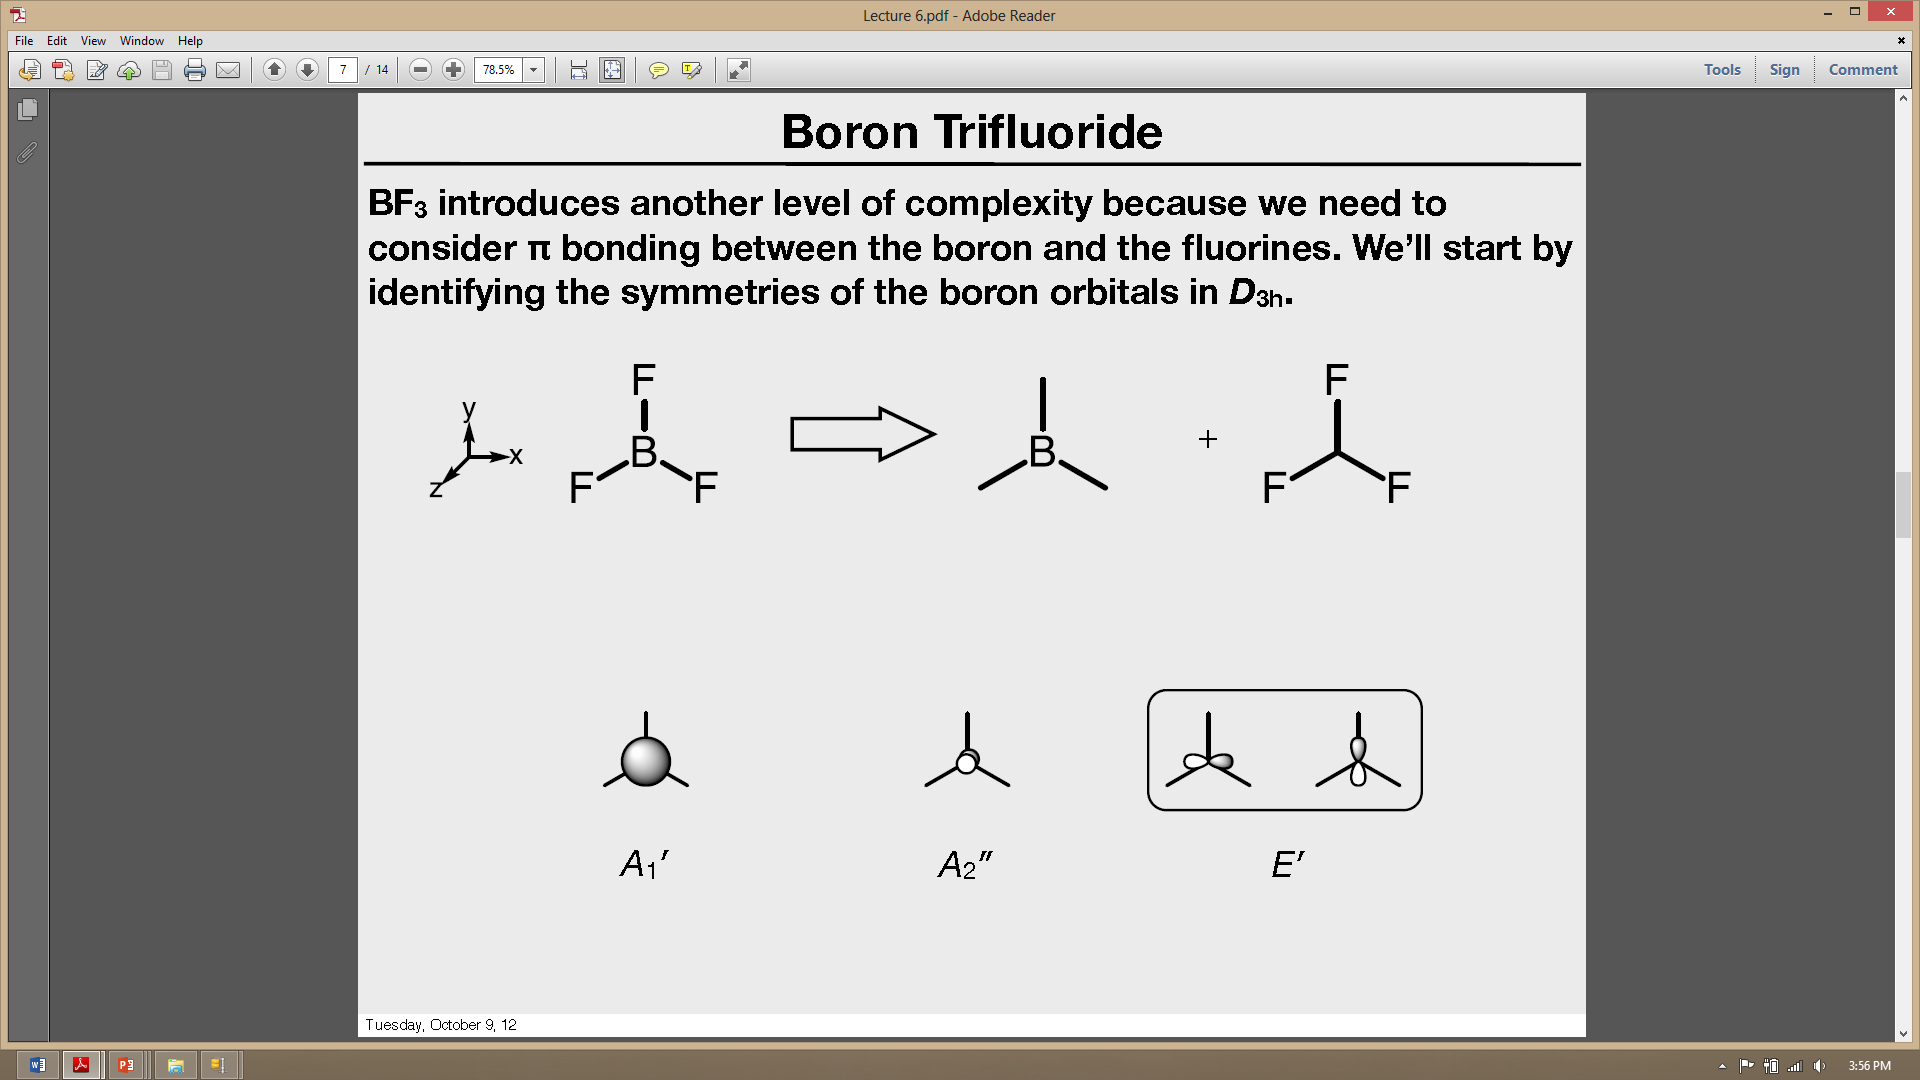 Lecture 6.pdf - Adobe Reader
File Edit View Window Help
7 / 14 78.5% Tools Sign Comment
Boron Trifluoride
BF₃ introduces another level of complexity because we need to
consider π bonding between the boron and the fluorines. We’ll start by
identifying the symmetries of the boron orbitals in D₃ₕ.
F F
y
B x B + F
z F F F F
A₁′ A₂″ E′
Tuesday, October 9, 12
3:56 PM